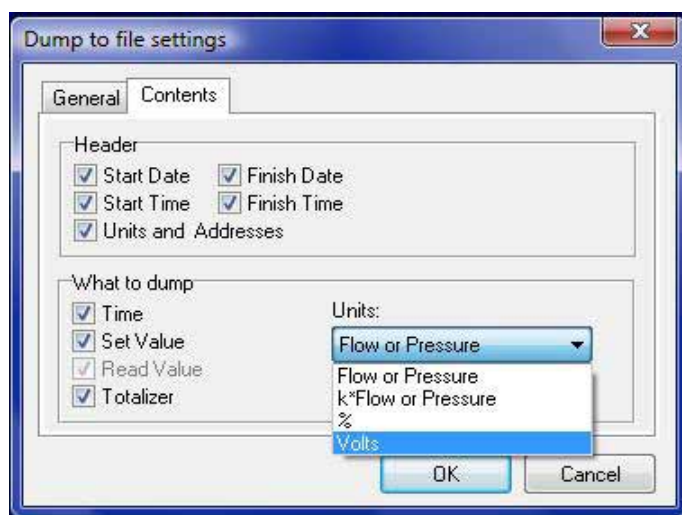 Dump to file settings
General Contents
Header
Start Date Finish Date
Start Time Finish Time
Units and Addresses
What to dump
Time Units:
Set Value Flow or Pressure
Read Value Flow or Pressure
k*Flow or Pressure
Totalizer %
Volts
OK Cancel